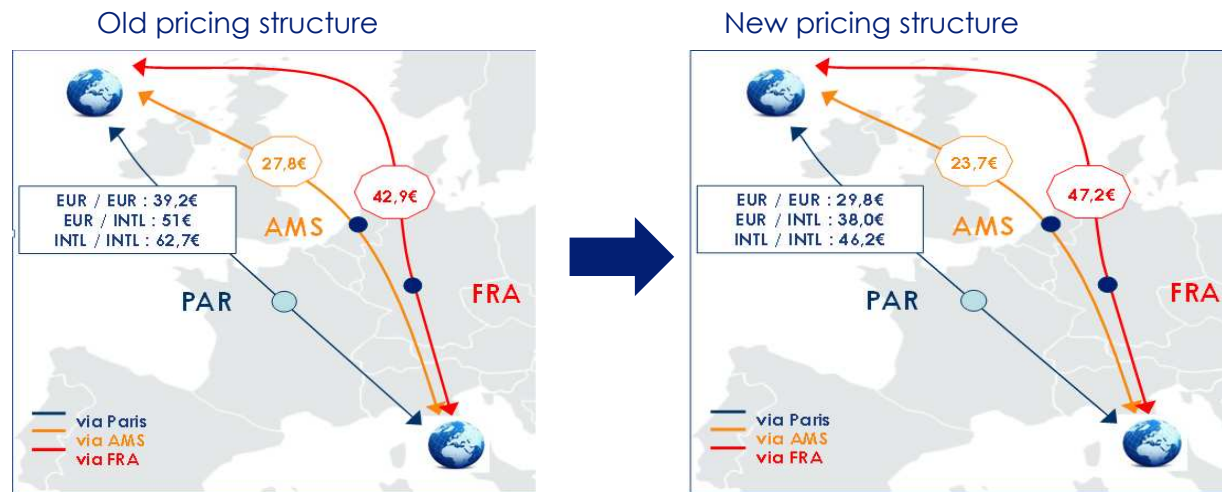 Old pricing structure
New pricing structure
27,8€
42,9€
EUR / EUR : 39,2€
EUR / INTL : 51€
INTL / INTL : 62,7€
AMS
PAR
FRA
via Paris
via AMS
via FRA
23,7€
47,2€
EUR / EUR : 29,8€
EUR / INTL : 38,0€
INTL / INTL : 46,2€
AMS
PAR
FRA
via Paris
via AMS
via FRA